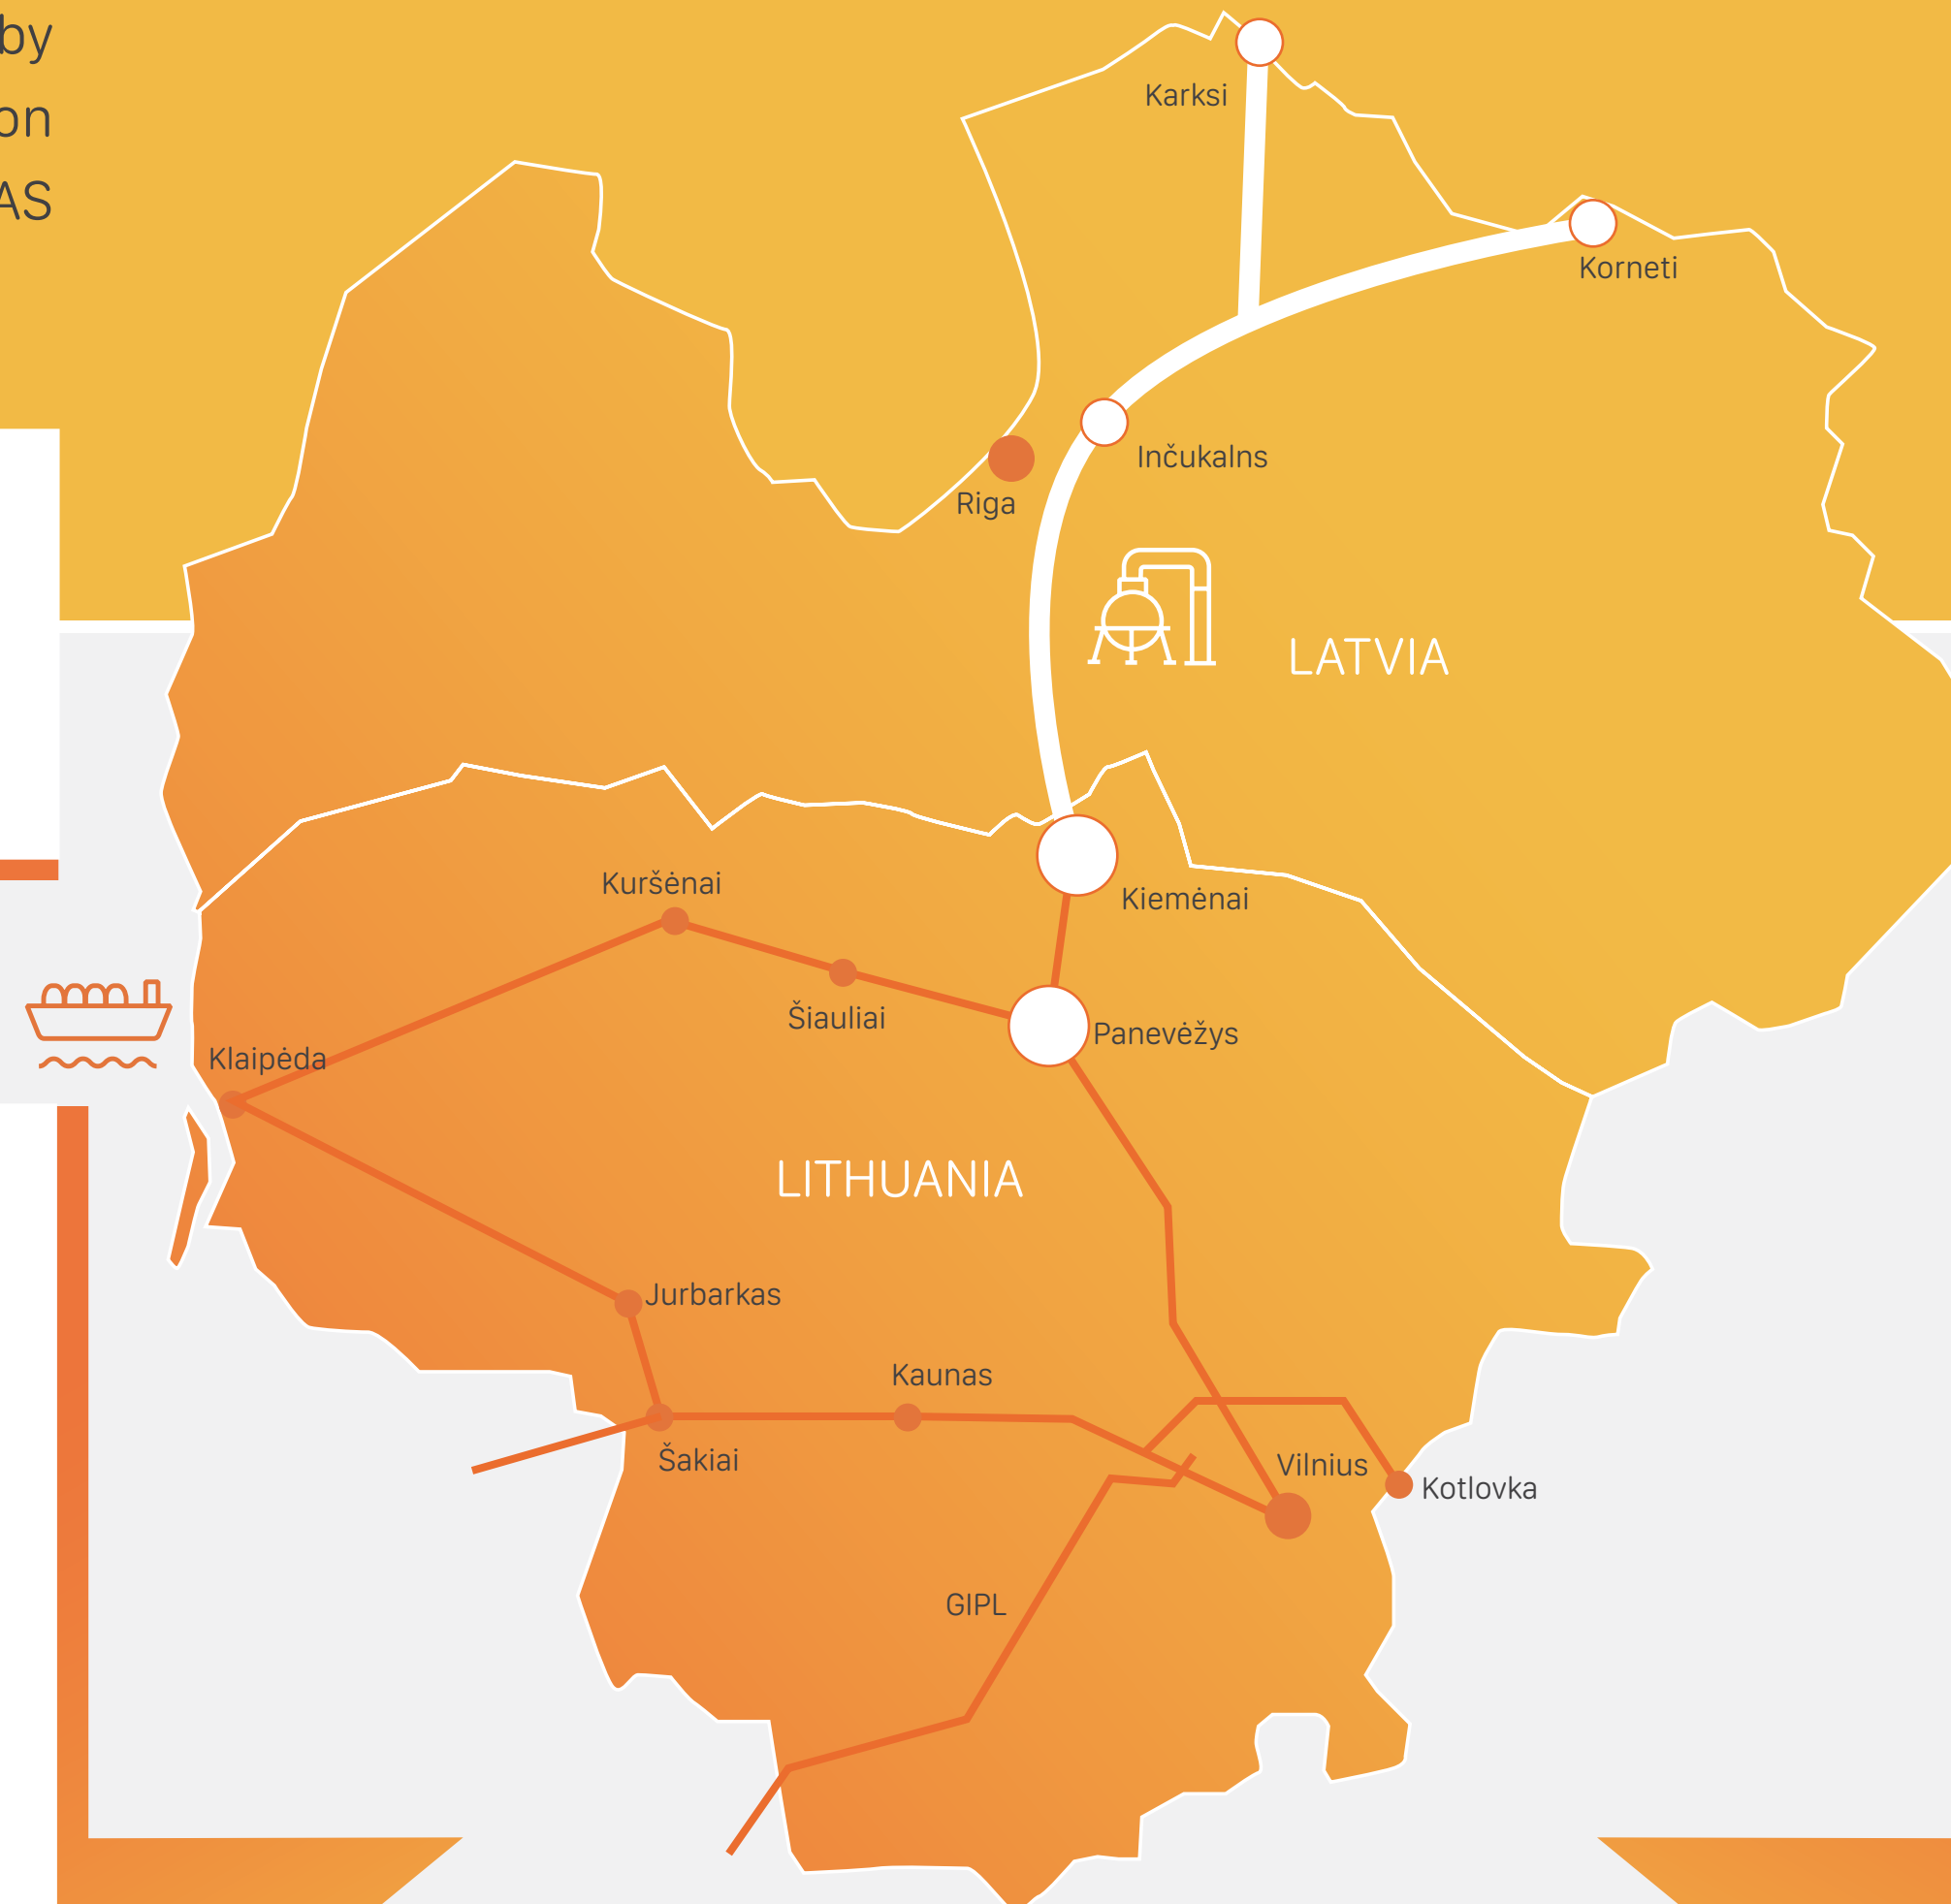 by
on
AS
Karksi
Korneti
Inčukalns
Riga
LATVIA
Kuršėnai
Kiemėnai
Šiauliai
Panevėžys
Klaipėda
LITHUANIA
Jurbarkas
Kaunas
Šakiai
Vilnius
Kotlovka
GIPL